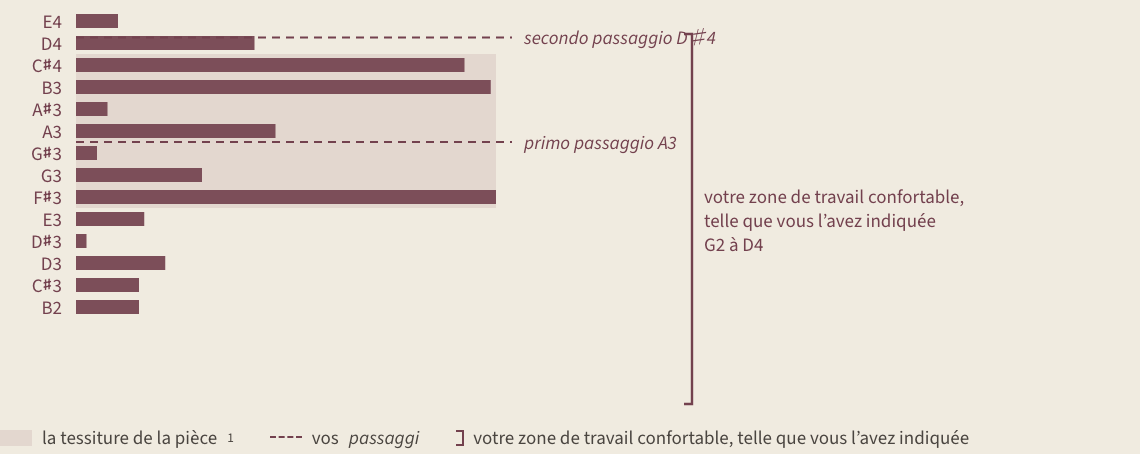 E4
D4
secondo passaggio D#4
C#4
B3
A#3
A3
primo passaggio A3
G#3
G3
F#3
votre zone de travail confortable,
telle que vous l’avez indiquée
G2 à D4
E3
D#3
D3
C#3
B2
la tessiture de la pièce 1
vos passaggi
votre zone de travail confortable, telle que vous l’avez indiquée